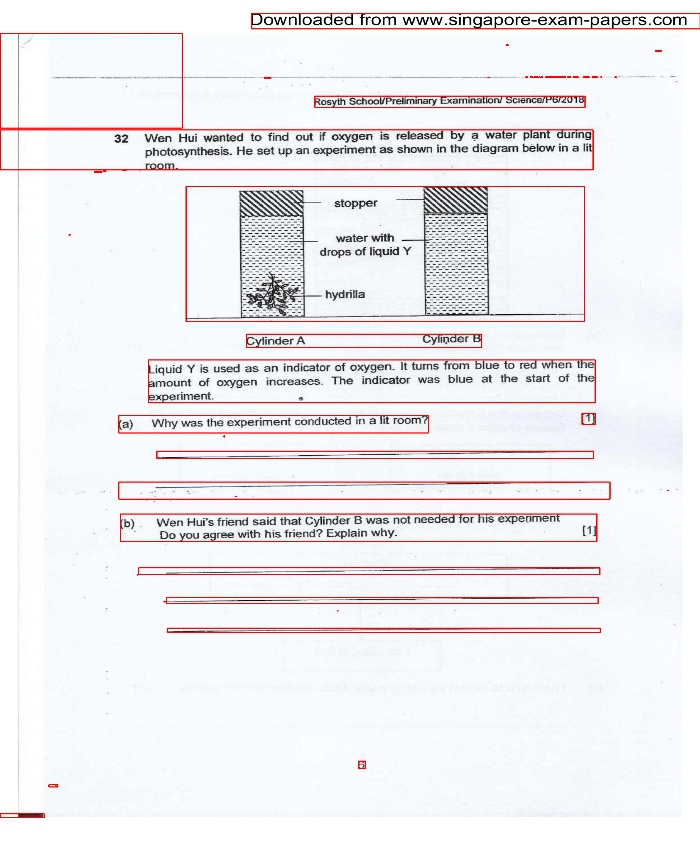 Downloaded from www.singapore-exam-papers.com
Rosyth School/Preliminary Examination/ Science/P6/2018
32 Wen Hui wanted to find out if oxygen is released by a water plant during
photosynthesis. He set up an experiment as shown in the diagram below in a lit
room.
stopper
water with
drops of liquid Y
hydrilla
Cylinder A Cylinder B
Liquid Y is used as an indicator of oxygen. It turns from blue to red when the
amount of oxygen increases. The indicator was blue at the start of the
experiment.
(a) Why was the experiment conducted in a lit room? [1]
(b) Wen Hui's friend said that Cylinder B was not needed for his experiment
Do you agree with his friend? Explain why. [1]
6